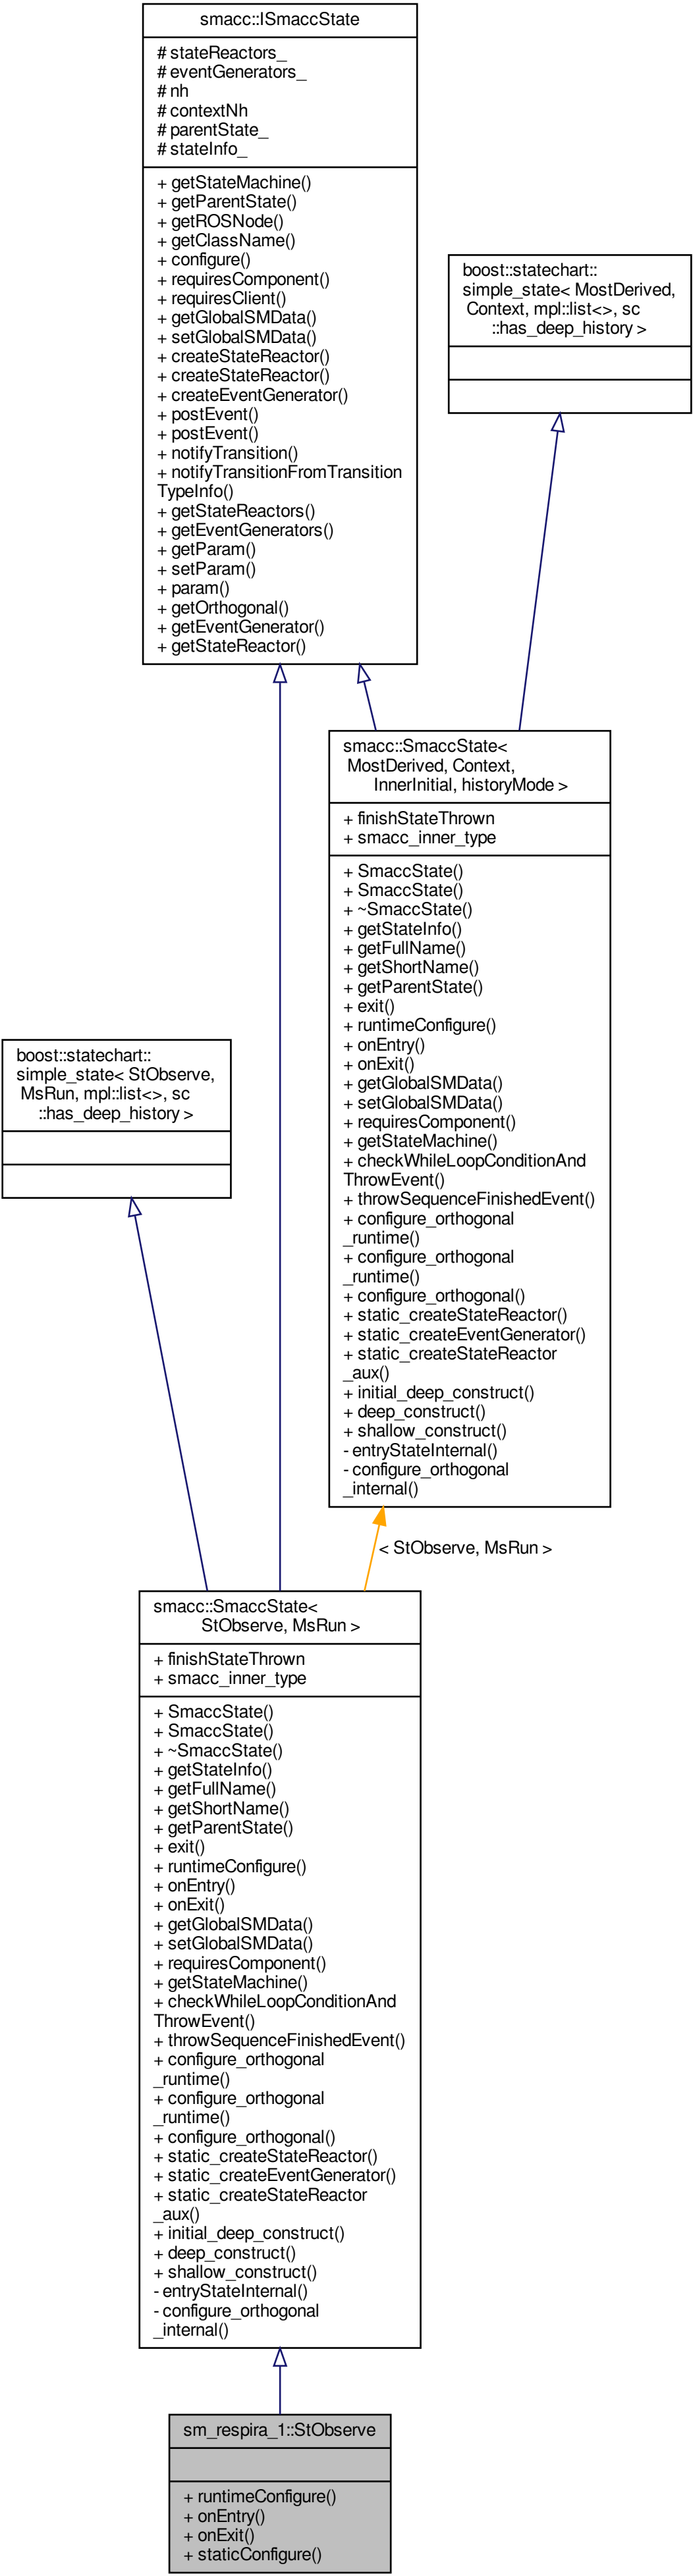 smacc::ISmaccState
# stateReactors_
# eventGenerators_
# nh
# contextNh
# parentState_
# stateInfo_
+ getStateMachine()
+ getParentState()
+ getROSNode()
+ getClassName()
+ configure()
+ requiresComponent()
+ requiresClient()
+ getGlobalSMData()
+ setGlobalSMData()
+ createStateReactor()
+ createStateReactor()
+ createEventGenerator()
+ postEvent()
+ postEvent()
+ notifyTransition()
+ notifyTransitionFromTransition
TypeInfo()
+ getStateReactors()
+ getEventGenerators()
+ getParam()
+ setParam()
+ param()
+ getOrthogonal()
+ getEventGenerator()
+ getStateReactor()
boost::statechart::
simple_state< MostDerived,
Context, mpl::list<>, sc
::has_deep_history >
smacc::SmaccState<
MostDerived, Context,
InnerInitial, historyMode >
+ finishStateThrown
+ smacc_inner_type
+ SmaccState()
+ SmaccState()
+ ~SmaccState()
+ getStateInfo()
+ getFullName()
+ getShortName()
+ getParentState()
+ exit()
+ runtimeConfigure()
+ onEntry()
+ onExit()
+ getGlobalSMData()
+ setGlobalSMData()
+ requiresComponent()
+ getStateMachine()
+ checkWhileLoopConditionAnd
ThrowEvent()
+ throwSequenceFinishedEvent()
+ configure_orthogonal
_runtime()
+ configure_orthogonal
_runtime()
+ configure_orthogonal()
+ static_createStateReactor()
+ static_createEventGenerator()
+ static_createStateReactor
_aux()
+ initial_deep_construct()
+ deep_construct()
+ shallow_construct()
- entryStateInternal()
- configure_orthogonal
_internal()
boost::statechart::
simple_state< StObserve,
MsRun, mpl::list<>, sc
::has_deep_history >
< StObserve, MsRun >
smacc::SmaccState<
StObserve, MsRun >
+ finishStateThrown
+ smacc_inner_type
+ SmaccState()
+ SmaccState()
+ ~SmaccState()
+ getStateInfo()
+ getFullName()
+ getShortName()
+ getParentState()
+ exit()
+ runtimeConfigure()
+ onEntry()
+ onExit()
+ getGlobalSMData()
+ setGlobalSMData()
+ requiresComponent()
+ getStateMachine()
+ checkWhileLoopConditionAnd
ThrowEvent()
+ throwSequenceFinishedEvent()
+ configure_orthogonal
_runtime()
+ configure_orthogonal
_runtime()
+ configure_orthogonal()
+ static_createStateReactor()
+ static_createEventGenerator()
+ static_createStateReactor
_aux()
+ initial_deep_construct()
+ deep_construct()
+ shallow_construct()
- entryStateInternal()
- configure_orthogonal
_internal()
sm_respira_1::StObserve
+ runtimeConfigure()
+ onEntry()
+ onExit()
+ staticConfigure()